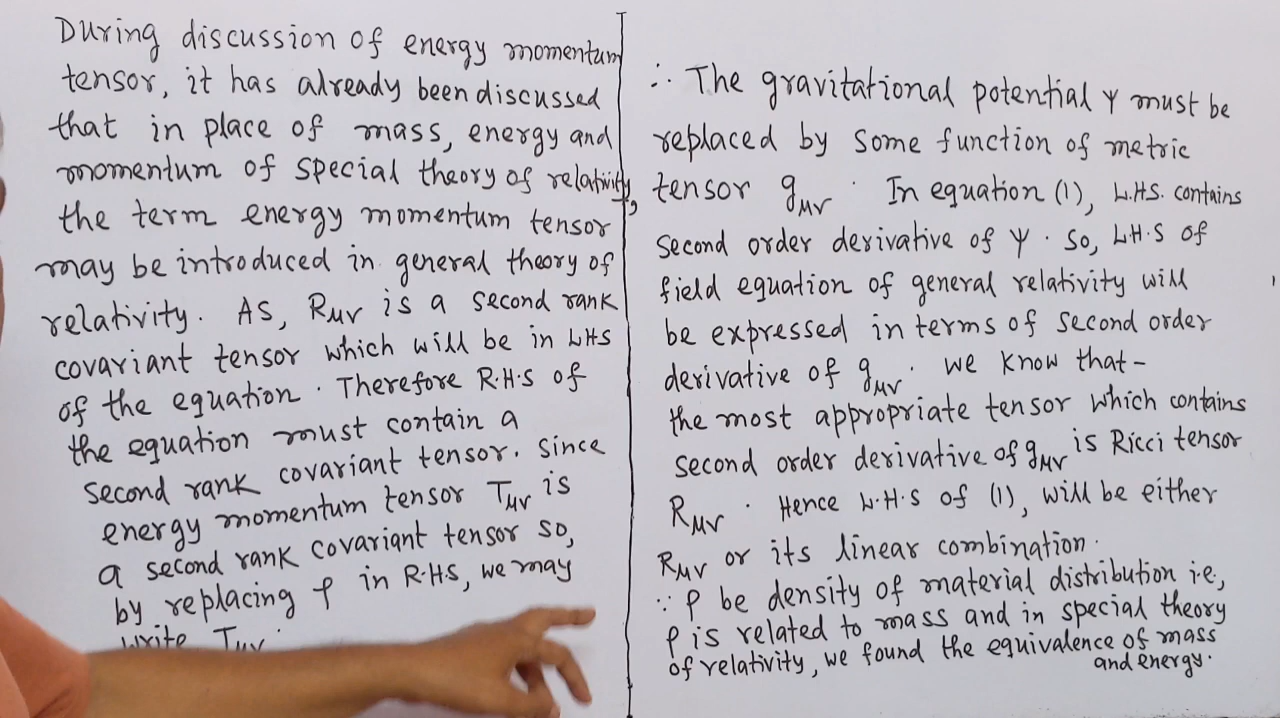 During discussion of energy momentum
tensor, it has already been discussed
that in place of mass, energy and
momentum of special theory of relativity,
the term energy momentum tensor
may be introduced in general theory of
relativity. As, Rμν is a second rank
covariant tensor which will be in LHS
of the equation. Therefore R.H.S of
the equation must contain a
second rank covariant tensor. Since
energy momentum tensor Tμν is
a second rank covariant tensor so,
by replacing ρ in R.H.S, we may
write Tμν.
∴ The gravitational potential ψ must be
replaced by some function of metric
tensor gμν. In equation (1), L.H.S. contains
second order derivative of ψ. So, L.H.S of
field equation of general relativity will
be expressed in terms of second order
derivative of gμν. we know that-
the most appropriate tensor which contains
second order derivative of gμν is Ricci tensor
Rμν. Hence L.H.S of (1), will be either
Rμν or its linear combination.
∵ ρ be density of material distribution i.e,
ρ is related to mass and in special theory
of relativity, we found the equivalence of mass
and energy.